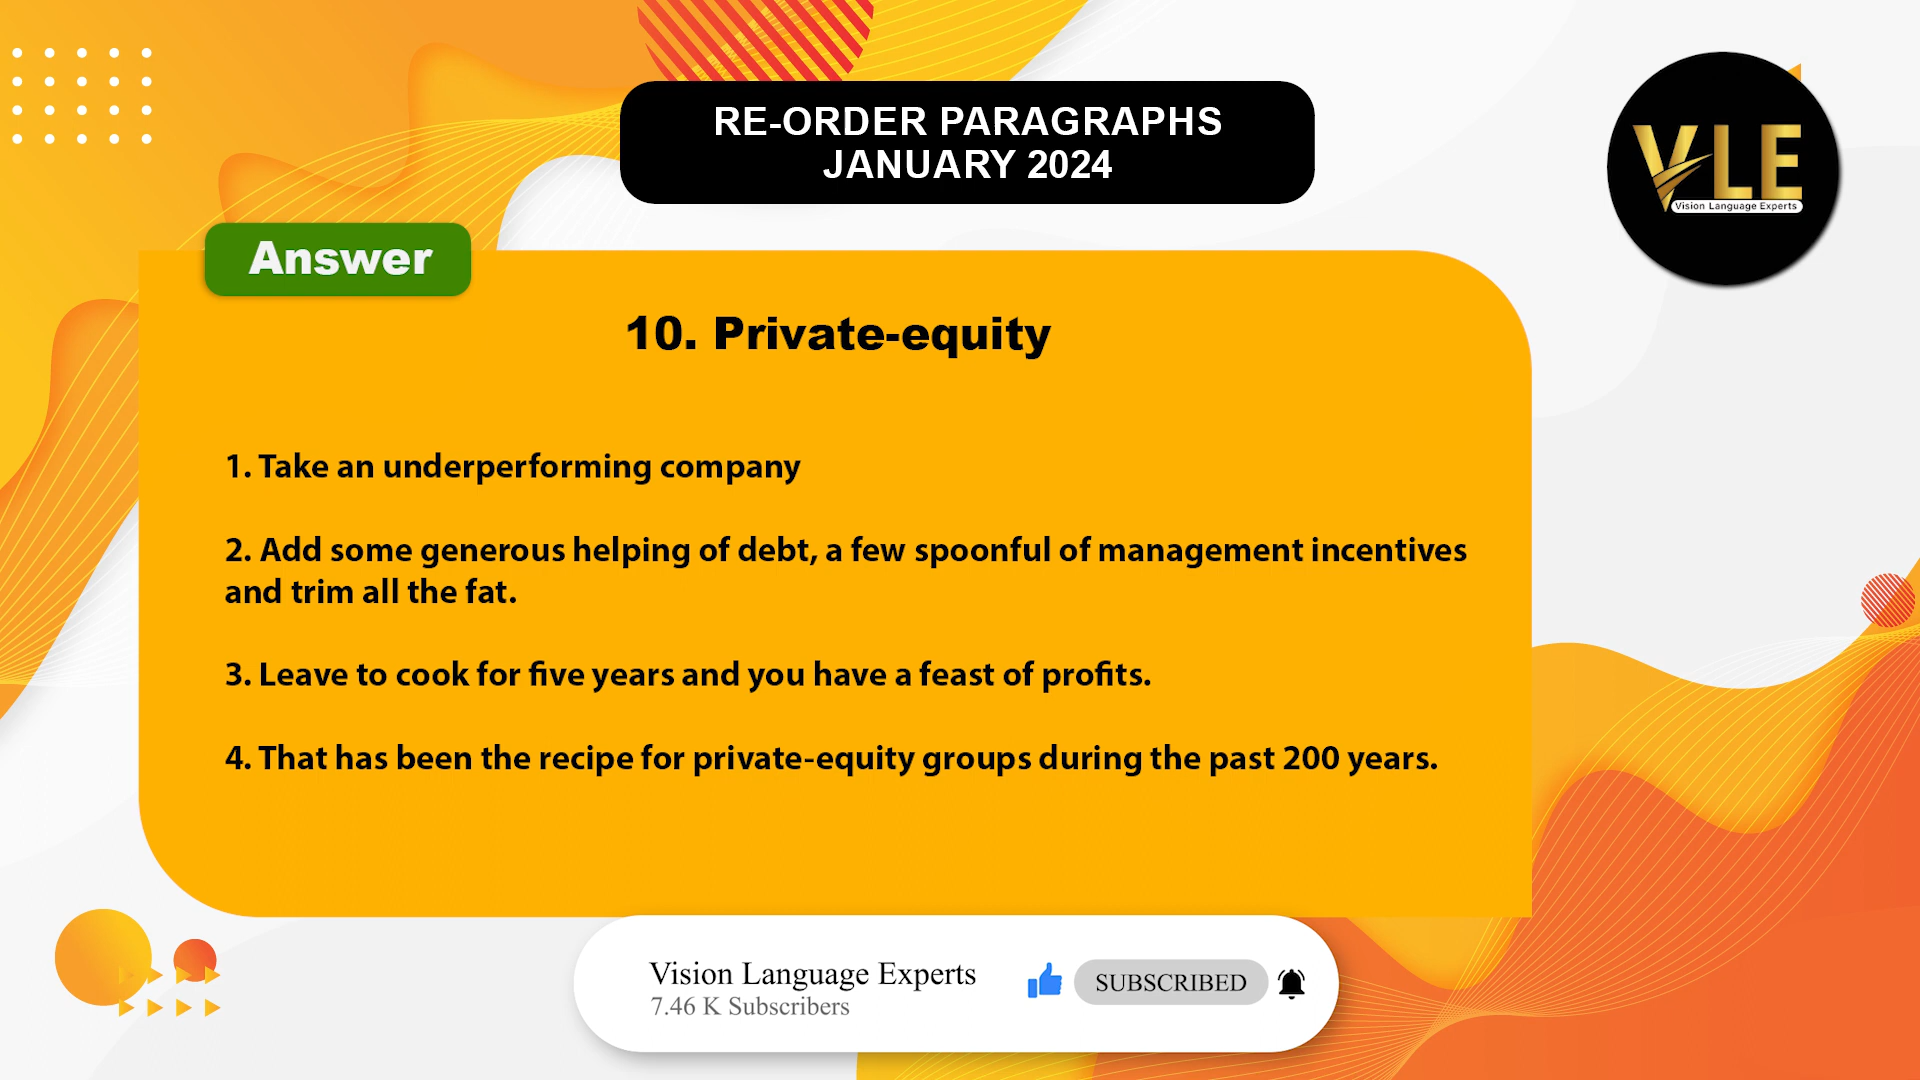 RE-ORDER PARAGRAPHS
JANUARY 2024
VLE
Vision Language Experts
Answer
10. Private-equity
1. Take an underperforming company
2. Add some generous helping of debt, a few spoonful of management incentives
and trim all the fat.
3. Leave to cook for five years and you have a feast of profits.
4. That has been the recipe for private-equity groups during the past 200 years.
Vision Language Experts
7.46 K Subscribers
SUBSCRIBED